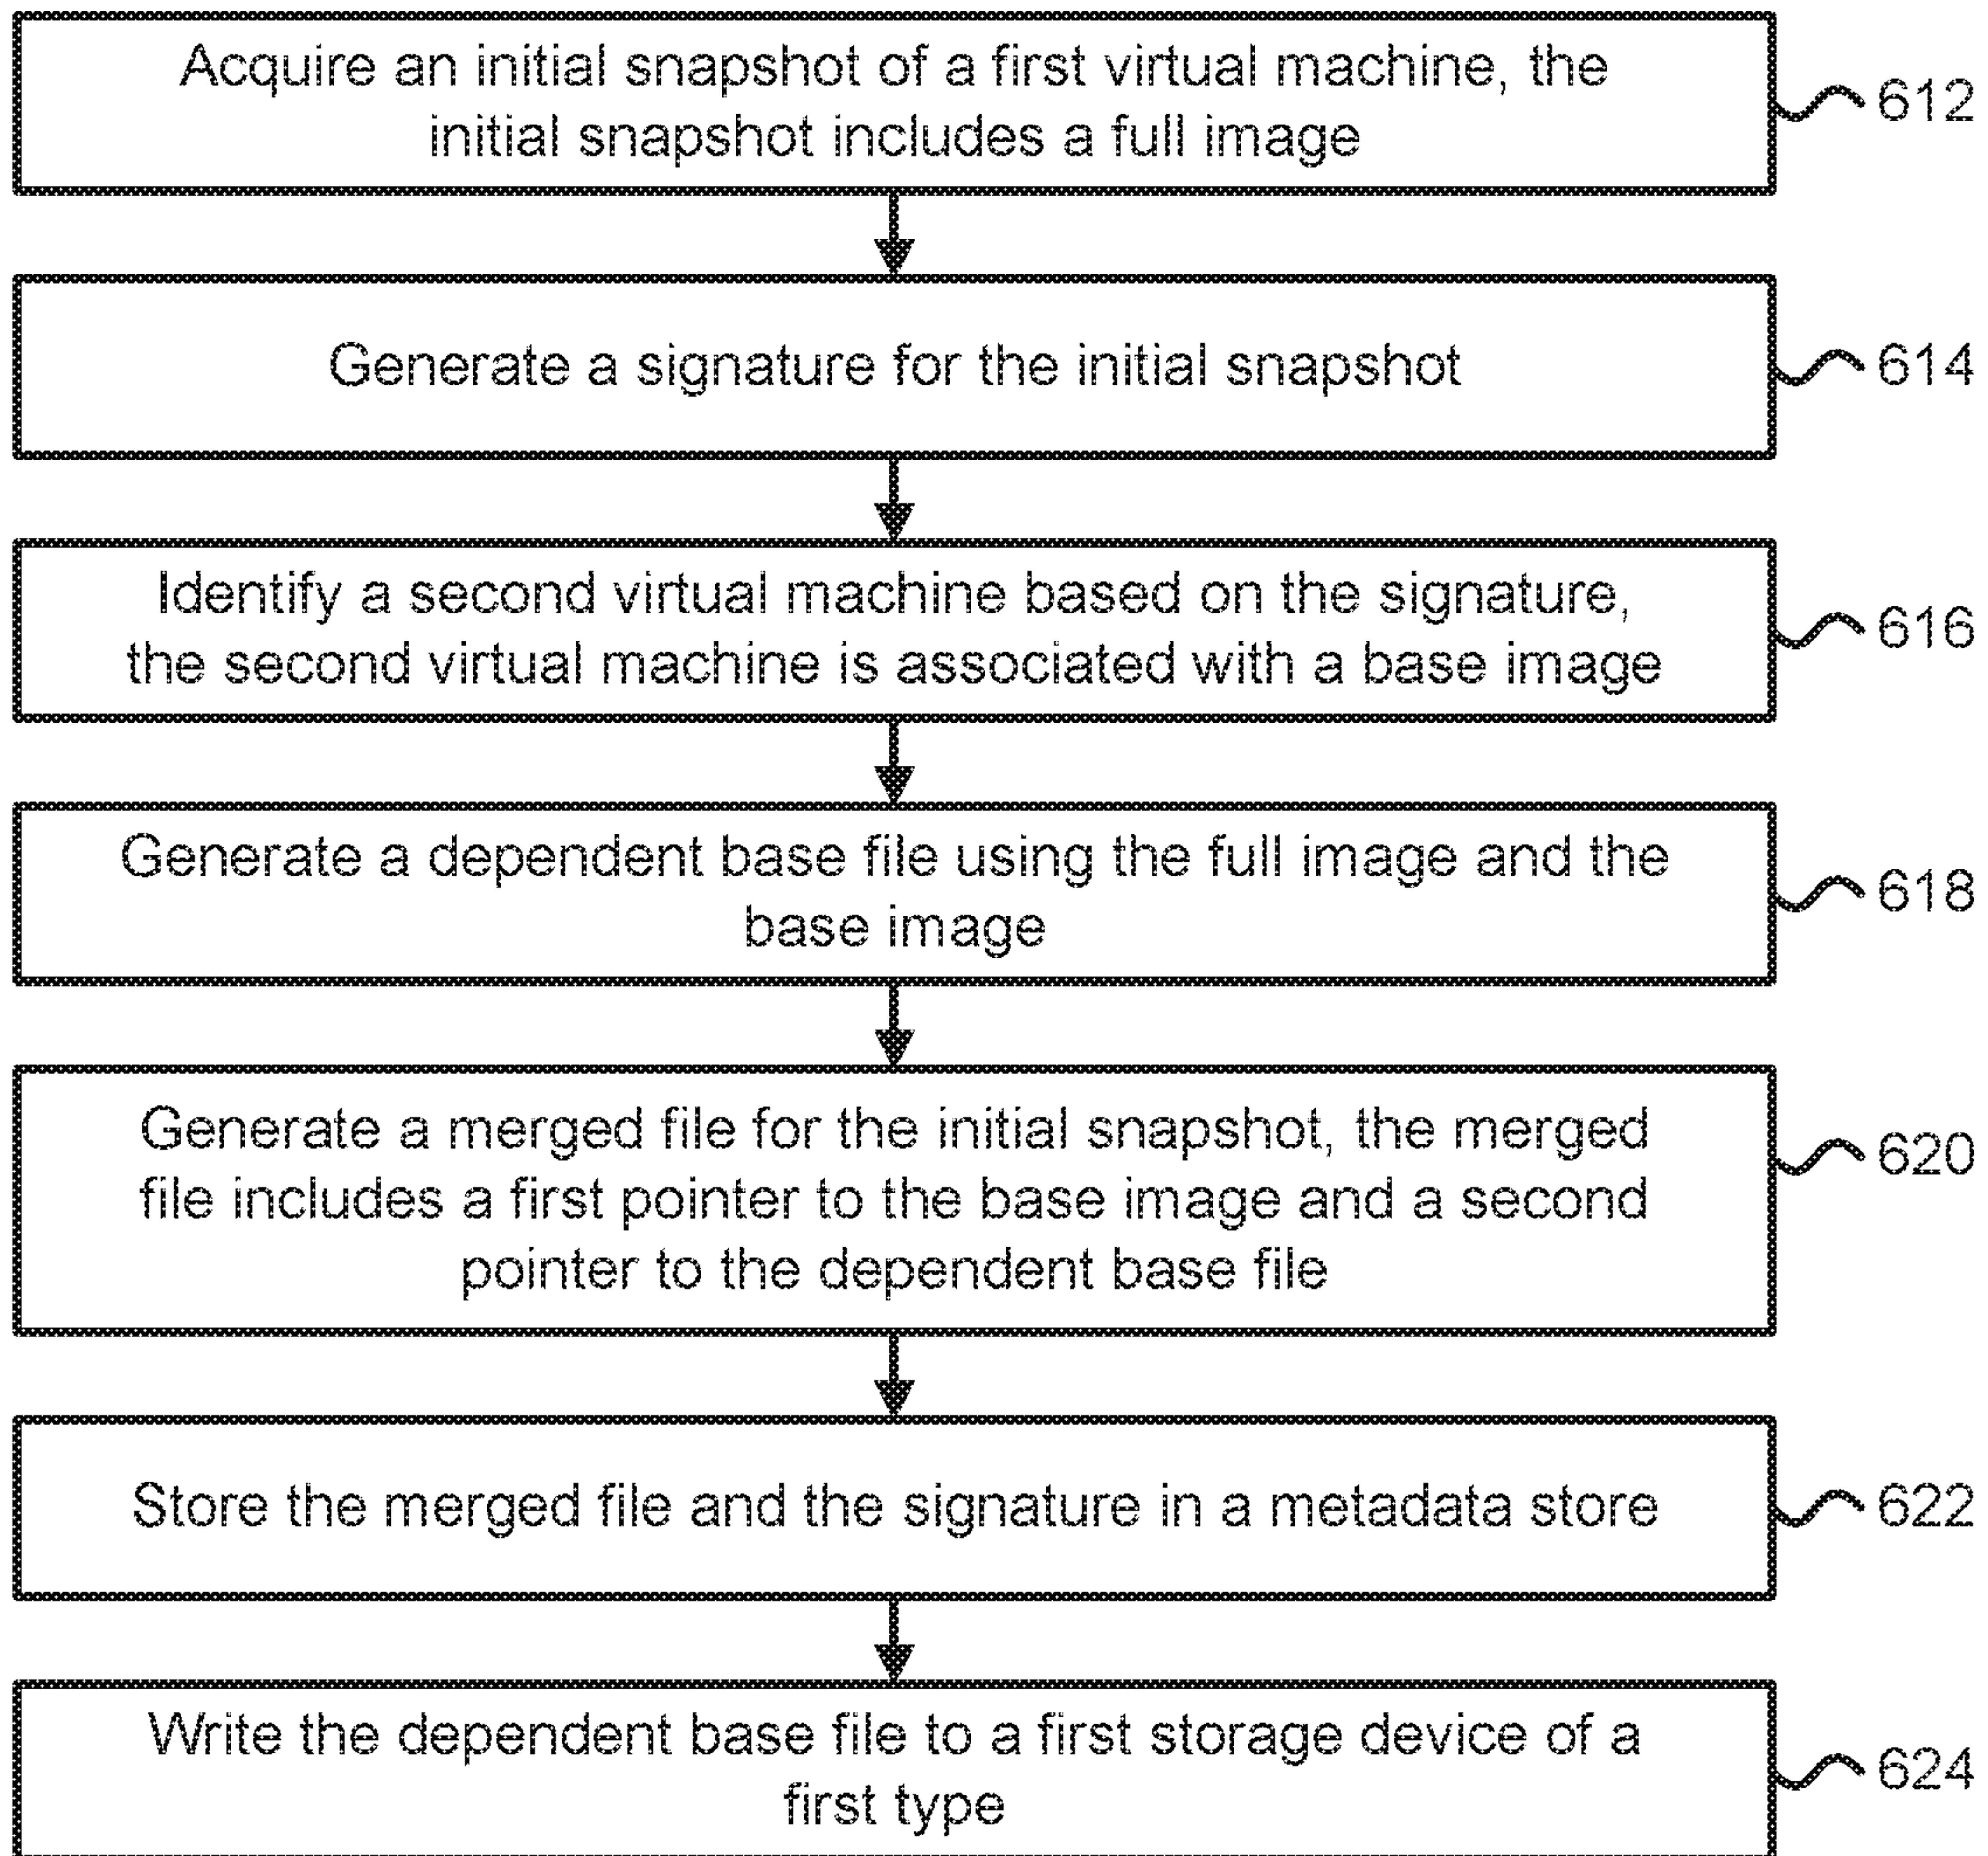 Acquire an initial snapshot of a first virtual machine, the
initial snapshot includes a full image
612
Generate a signature for the initial snapshot
614
Identify a second virtual machine based on the signature,
the second virtual machine is associated with a base image
616
Generate a dependent base file using the full image and the
base image
618
Generate a merged file for the initial snapshot, the merged
file includes a first pointer to the base image and a second
pointer to the dependent base file
620
Store the merged file and the signature in a metadata store
622
Write the dependent base file to a first storage device of a
first type
624